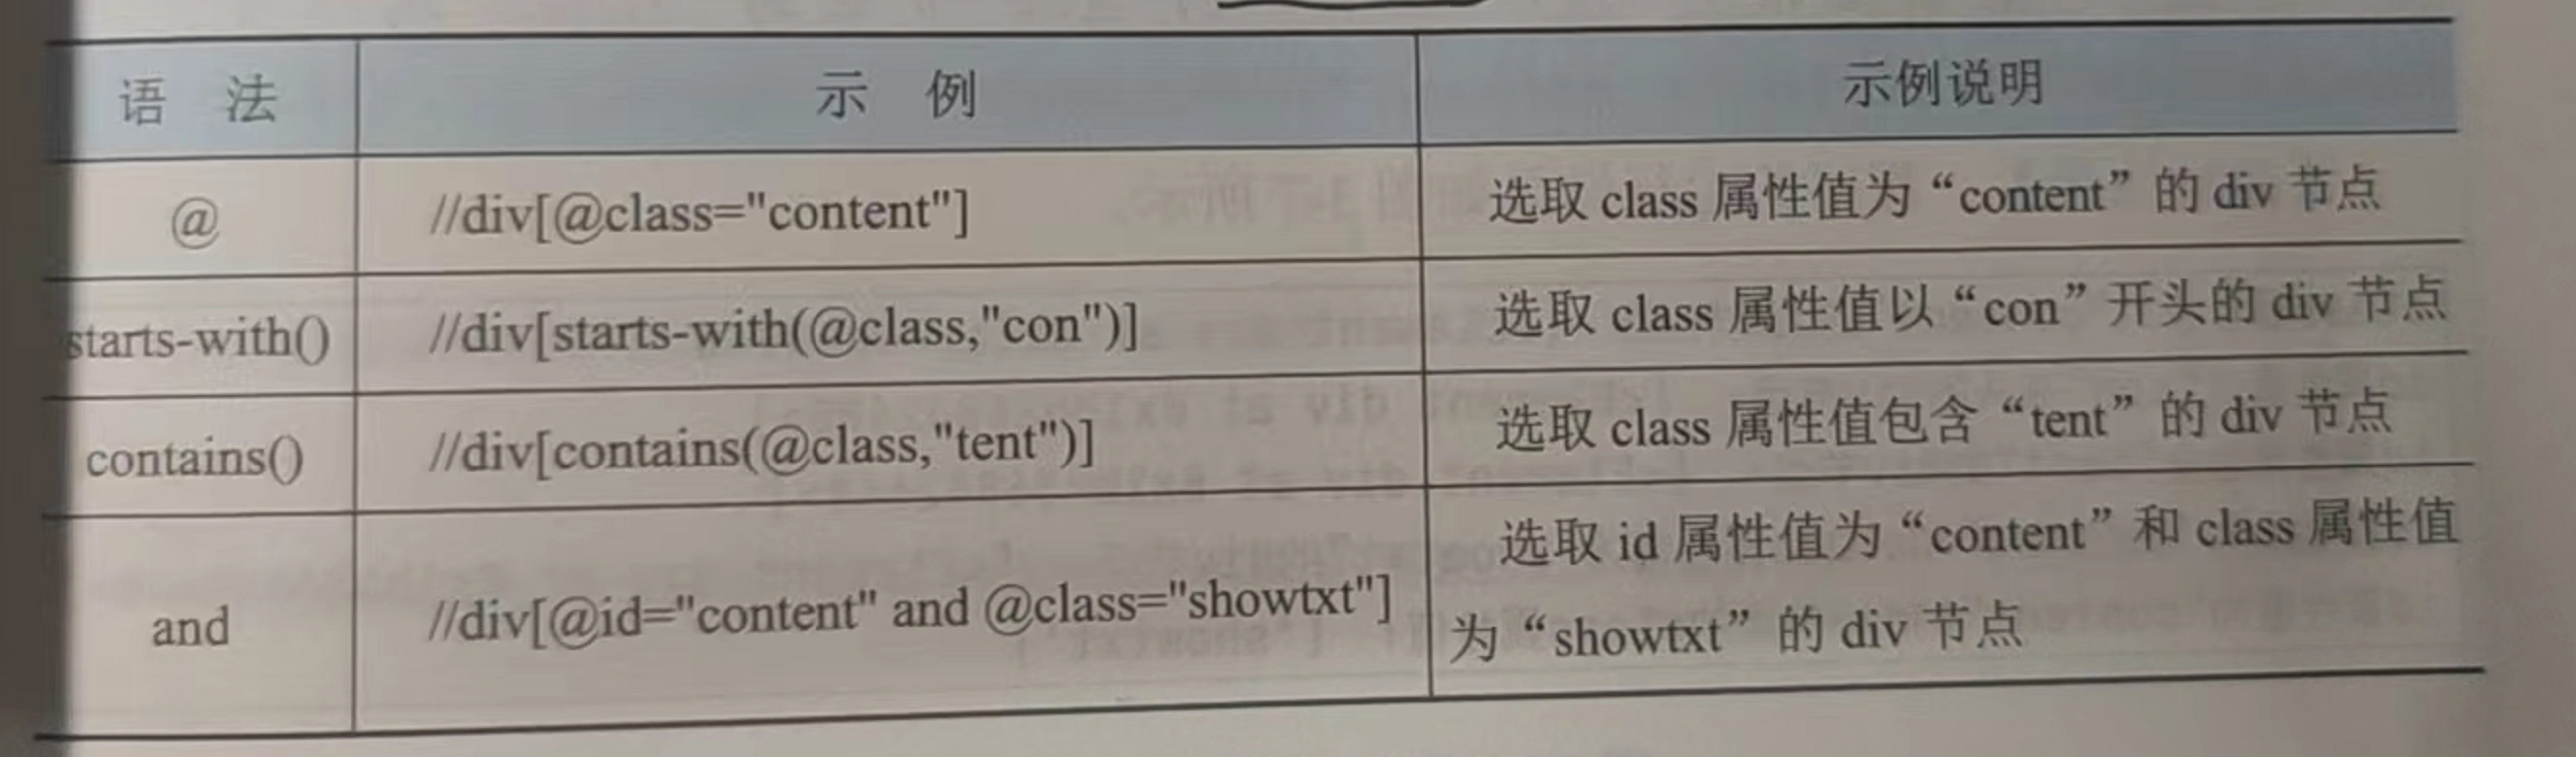 语 法 示 例 示例说明
@ //div[@class="content"] 选取 class 属性值为“content”的 div 节点
starts-with() //div[starts-with(@class,"con")] 选取 class 属性值以“con”开头的 div 节点
contains() //div[contains(@class,"tent")] 选取 class 属性值包含“tent”的 div 节点
and //div[@id="content" and @class="showtxt"] 选取 id 属性值为“content”和 class 属性值
为“showtxt”的 div 节点